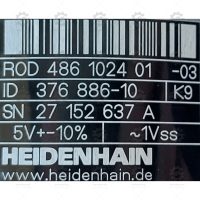 ROD 486 1024 01 -03
ID 376 886-10 K9
SN 27 152 637 A
5V+-10% ~1Vss
HEIDENHAIN
www.heidenhain.de